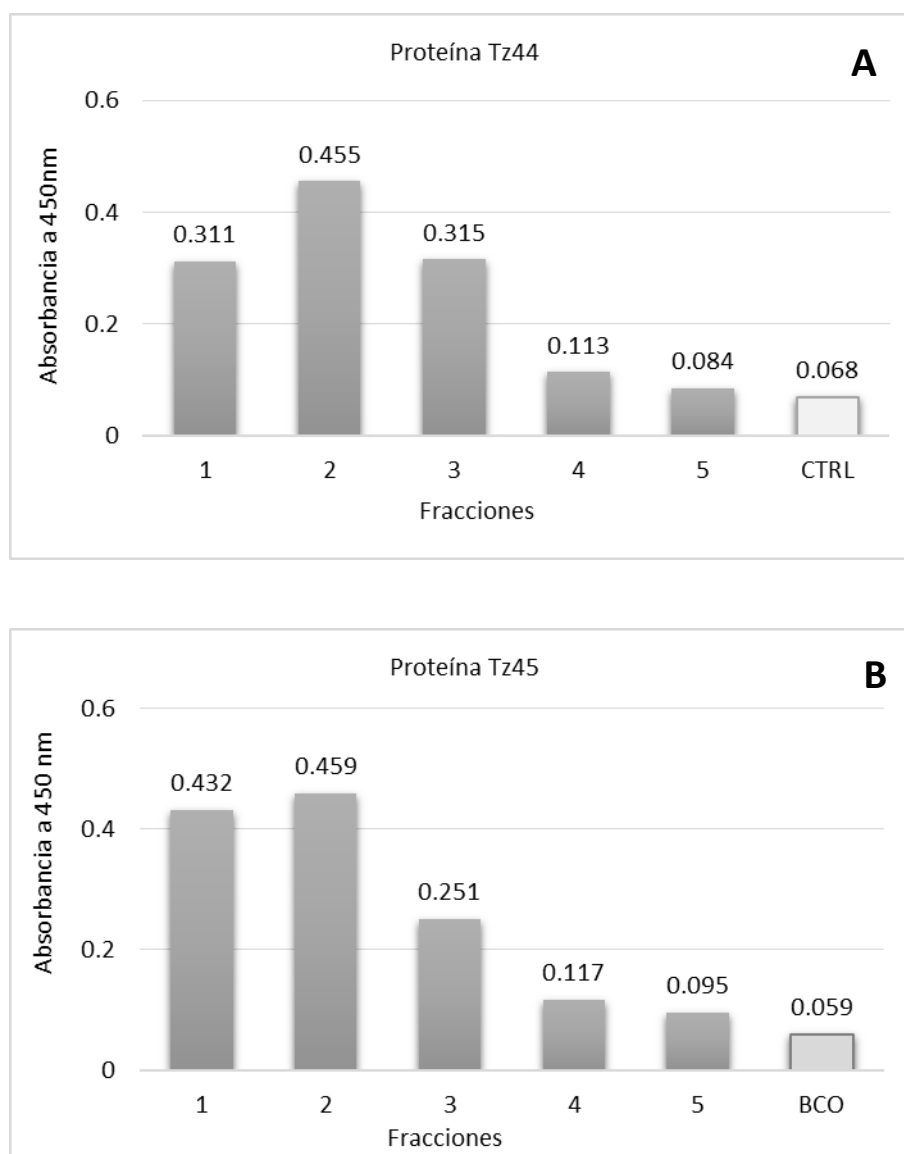 Proteína Tz44
A
Absorbancia a 450nm
0.6
0.4
0.2
0
0.311
0.455
0.315
0.113
0.084
0.068
1 2 3 4 5 CTRL
Fracciones
Proteína Tz45
B
Absorbancia a 450 nm
0.6
0.4
0.2
0
0.432
0.459
0.251
0.117
0.095
0.059
1 2 3 4 5 BCO
Fracciones